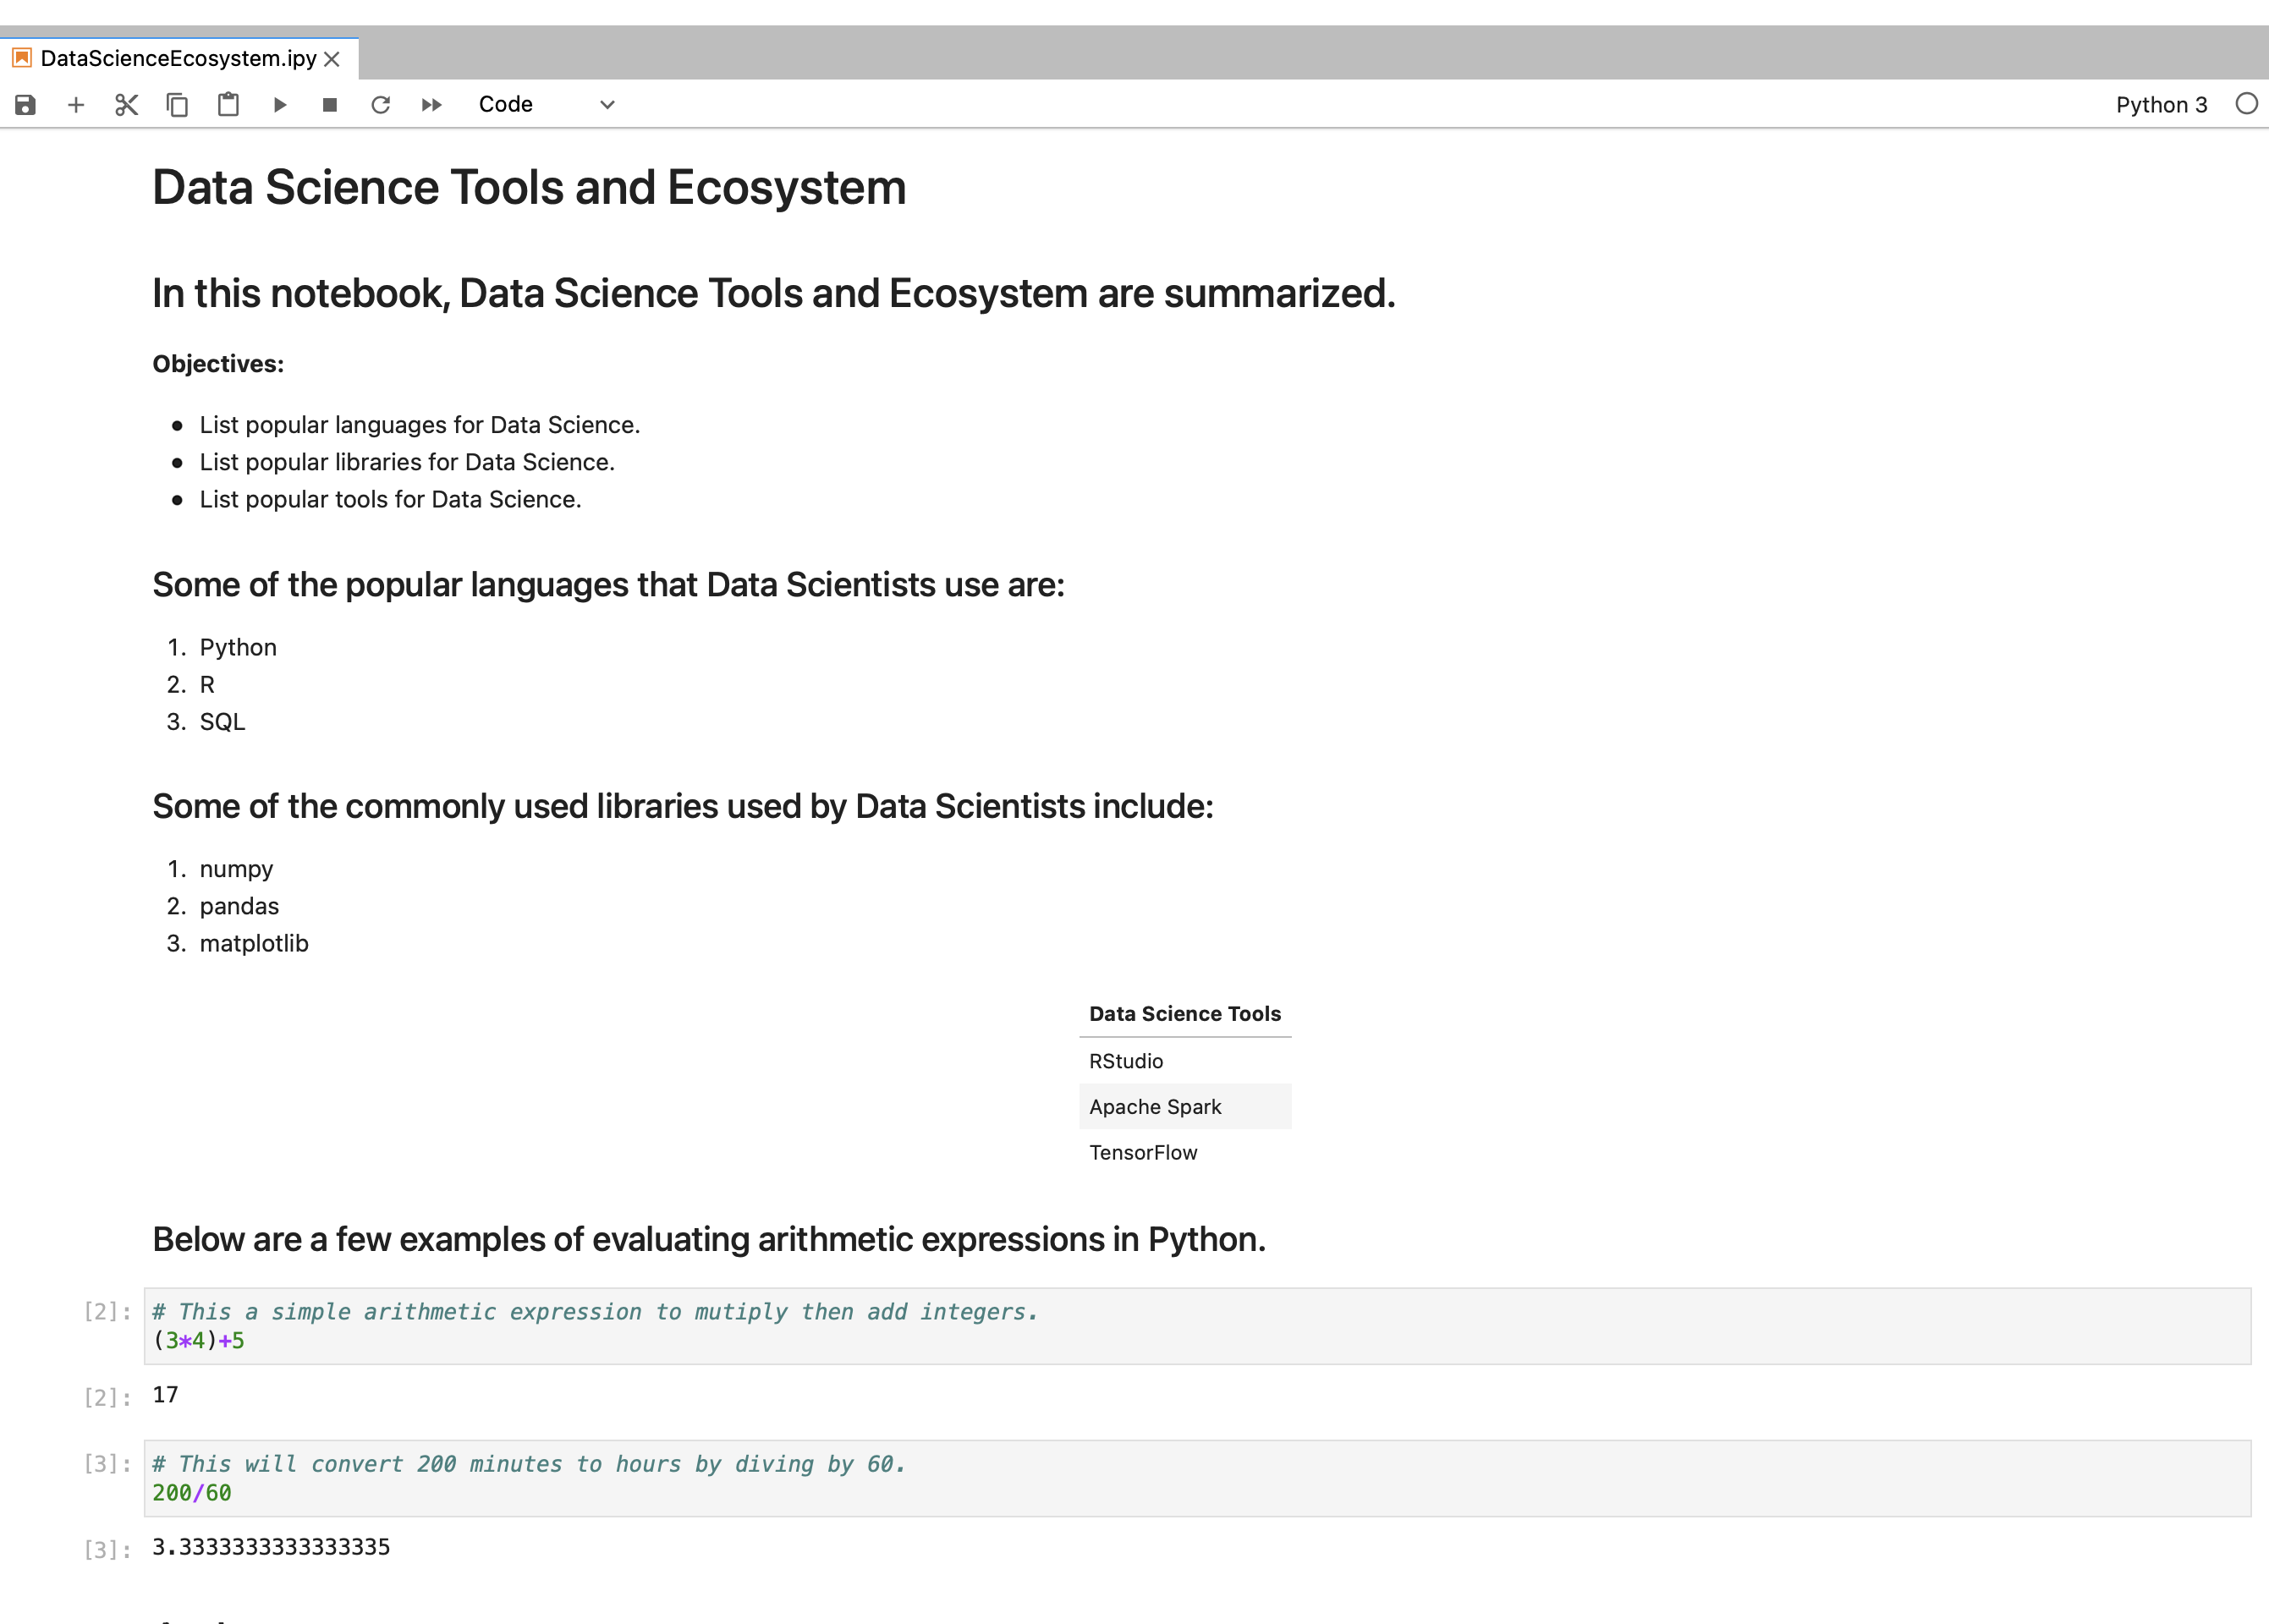 DataScienceEcosystem.ipy
Code
Python 3
Data Science Tools and Ecosystem
In this notebook, Data Science Tools and Ecosystem are summarized.
Objectives:
List popular languages for Data Science.
List popular libraries for Data Science.
List popular tools for Data Science.
Some of the popular languages that Data Scientists use are:
1. Python
2. R
3. SQL
Some of the commonly used libraries used by Data Scientists include:
1. numpy
2. pandas
3. matplotlib
Data Science Tools
RStudio
Apache Spark
TensorFlow
Below are a few examples of evaluating arithmetic expressions in Python.
[2]: # This a simple arithmetic expression to mutiply then add integers.
(3*4)+5
[2]: 17
[3]: # This will convert 200 minutes to hours by diving by 60.
200/60
[3]: 3.3333333333333335